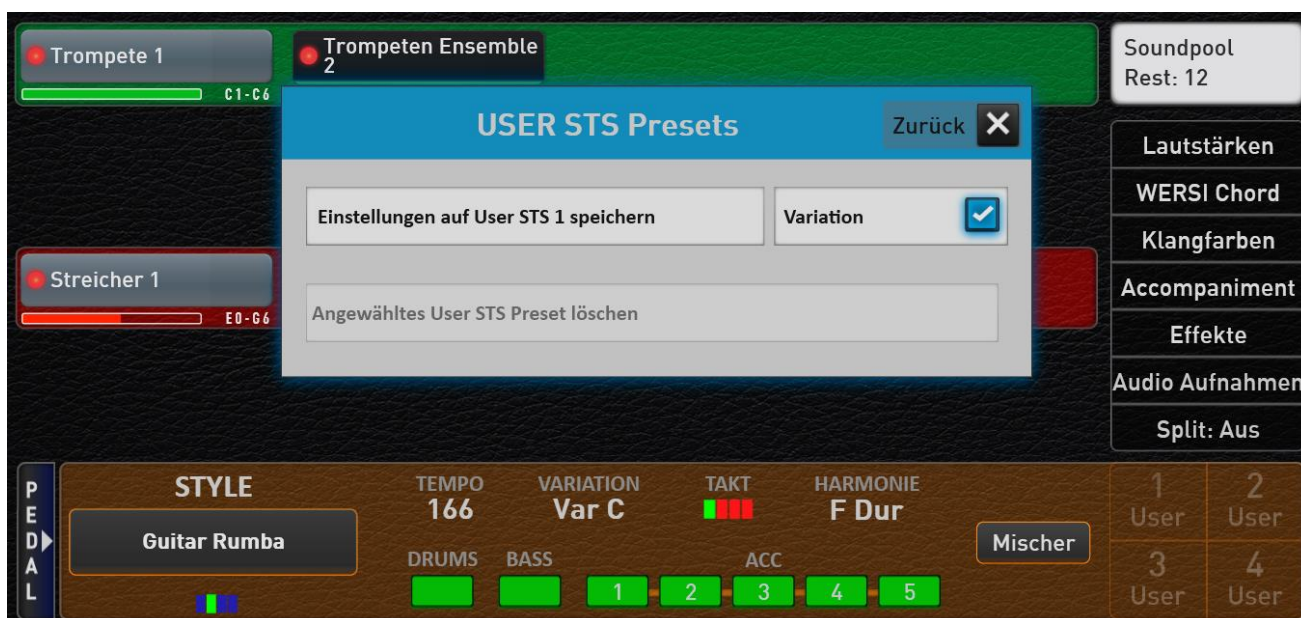 Trompete 1
Trompeten Ensemble
2
C1-C6
Soundpool
Rest: 12
USER STS Presets
Zurück
Einstellungen auf User STS 1 speichern
Variation
Angewähltes User STS Preset löschen
Streicher 1
E0-G6
Lautstärken
WERSI Chord
Klangfarben
Accompaniment
Effekte
Audio Aufnahmen
Split: Aus
PEDAL
STYLE
Guitar Rumba
TEMPO VARIATION TAKT HARMONIE
166 Var C F Dur
DRUMS BASS ACC
1 2 3 4 5
Mischer
1 2
User User
3 4
User User